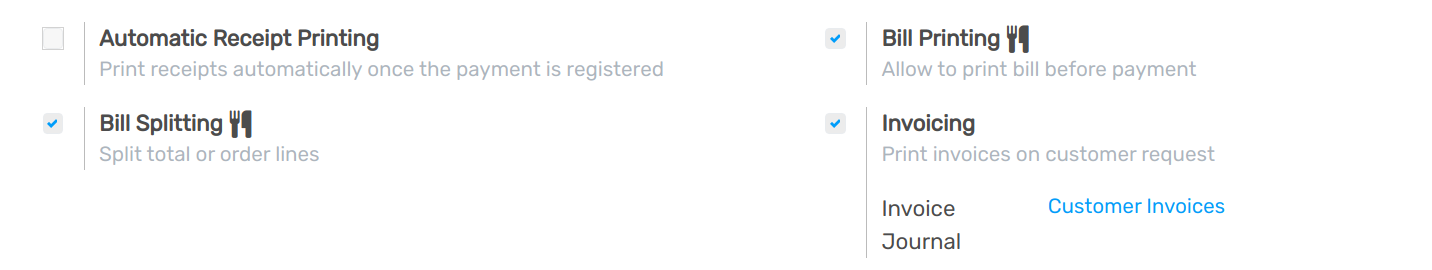 Automatic Receipt Printing
Print receipts automatically once the payment is registered
Bill Printing
Allow to print bill before payment
Bill Splitting
Split total or order lines
Invoicing
Print invoices on customer request
Invoice Customer Invoices
Journal